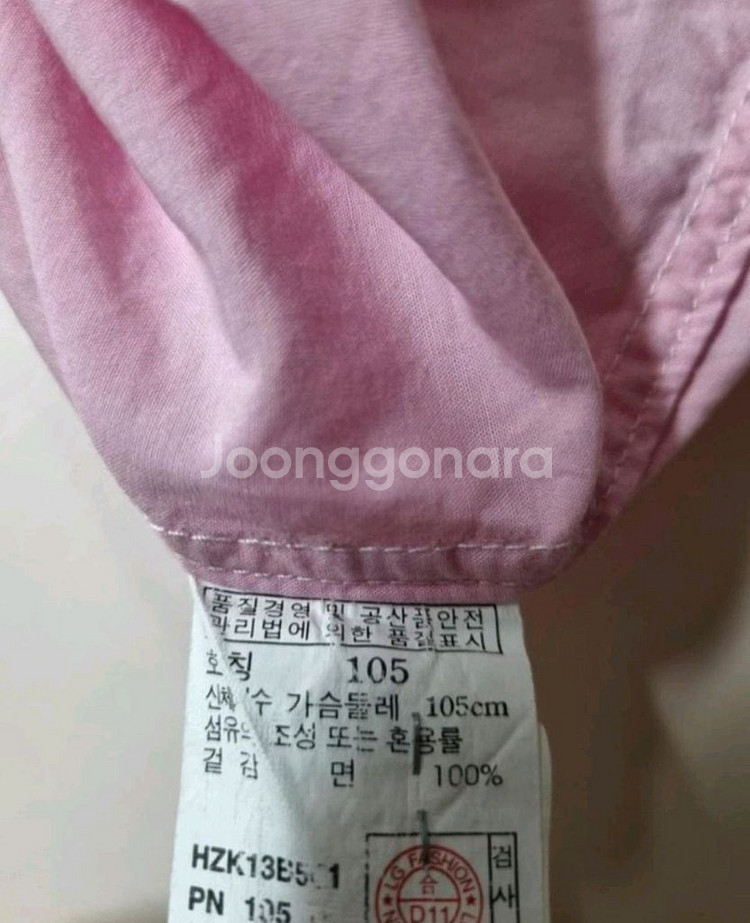 Joonggonara
품질경영 및 공산품안전
관리법에 의한 품질표시
호칭 105
신체 수 가슴둘레 105cm
섬유의 조성 또는 혼용률
겉감 면 100%
검사
LG FASHION
合
D11
PN 105